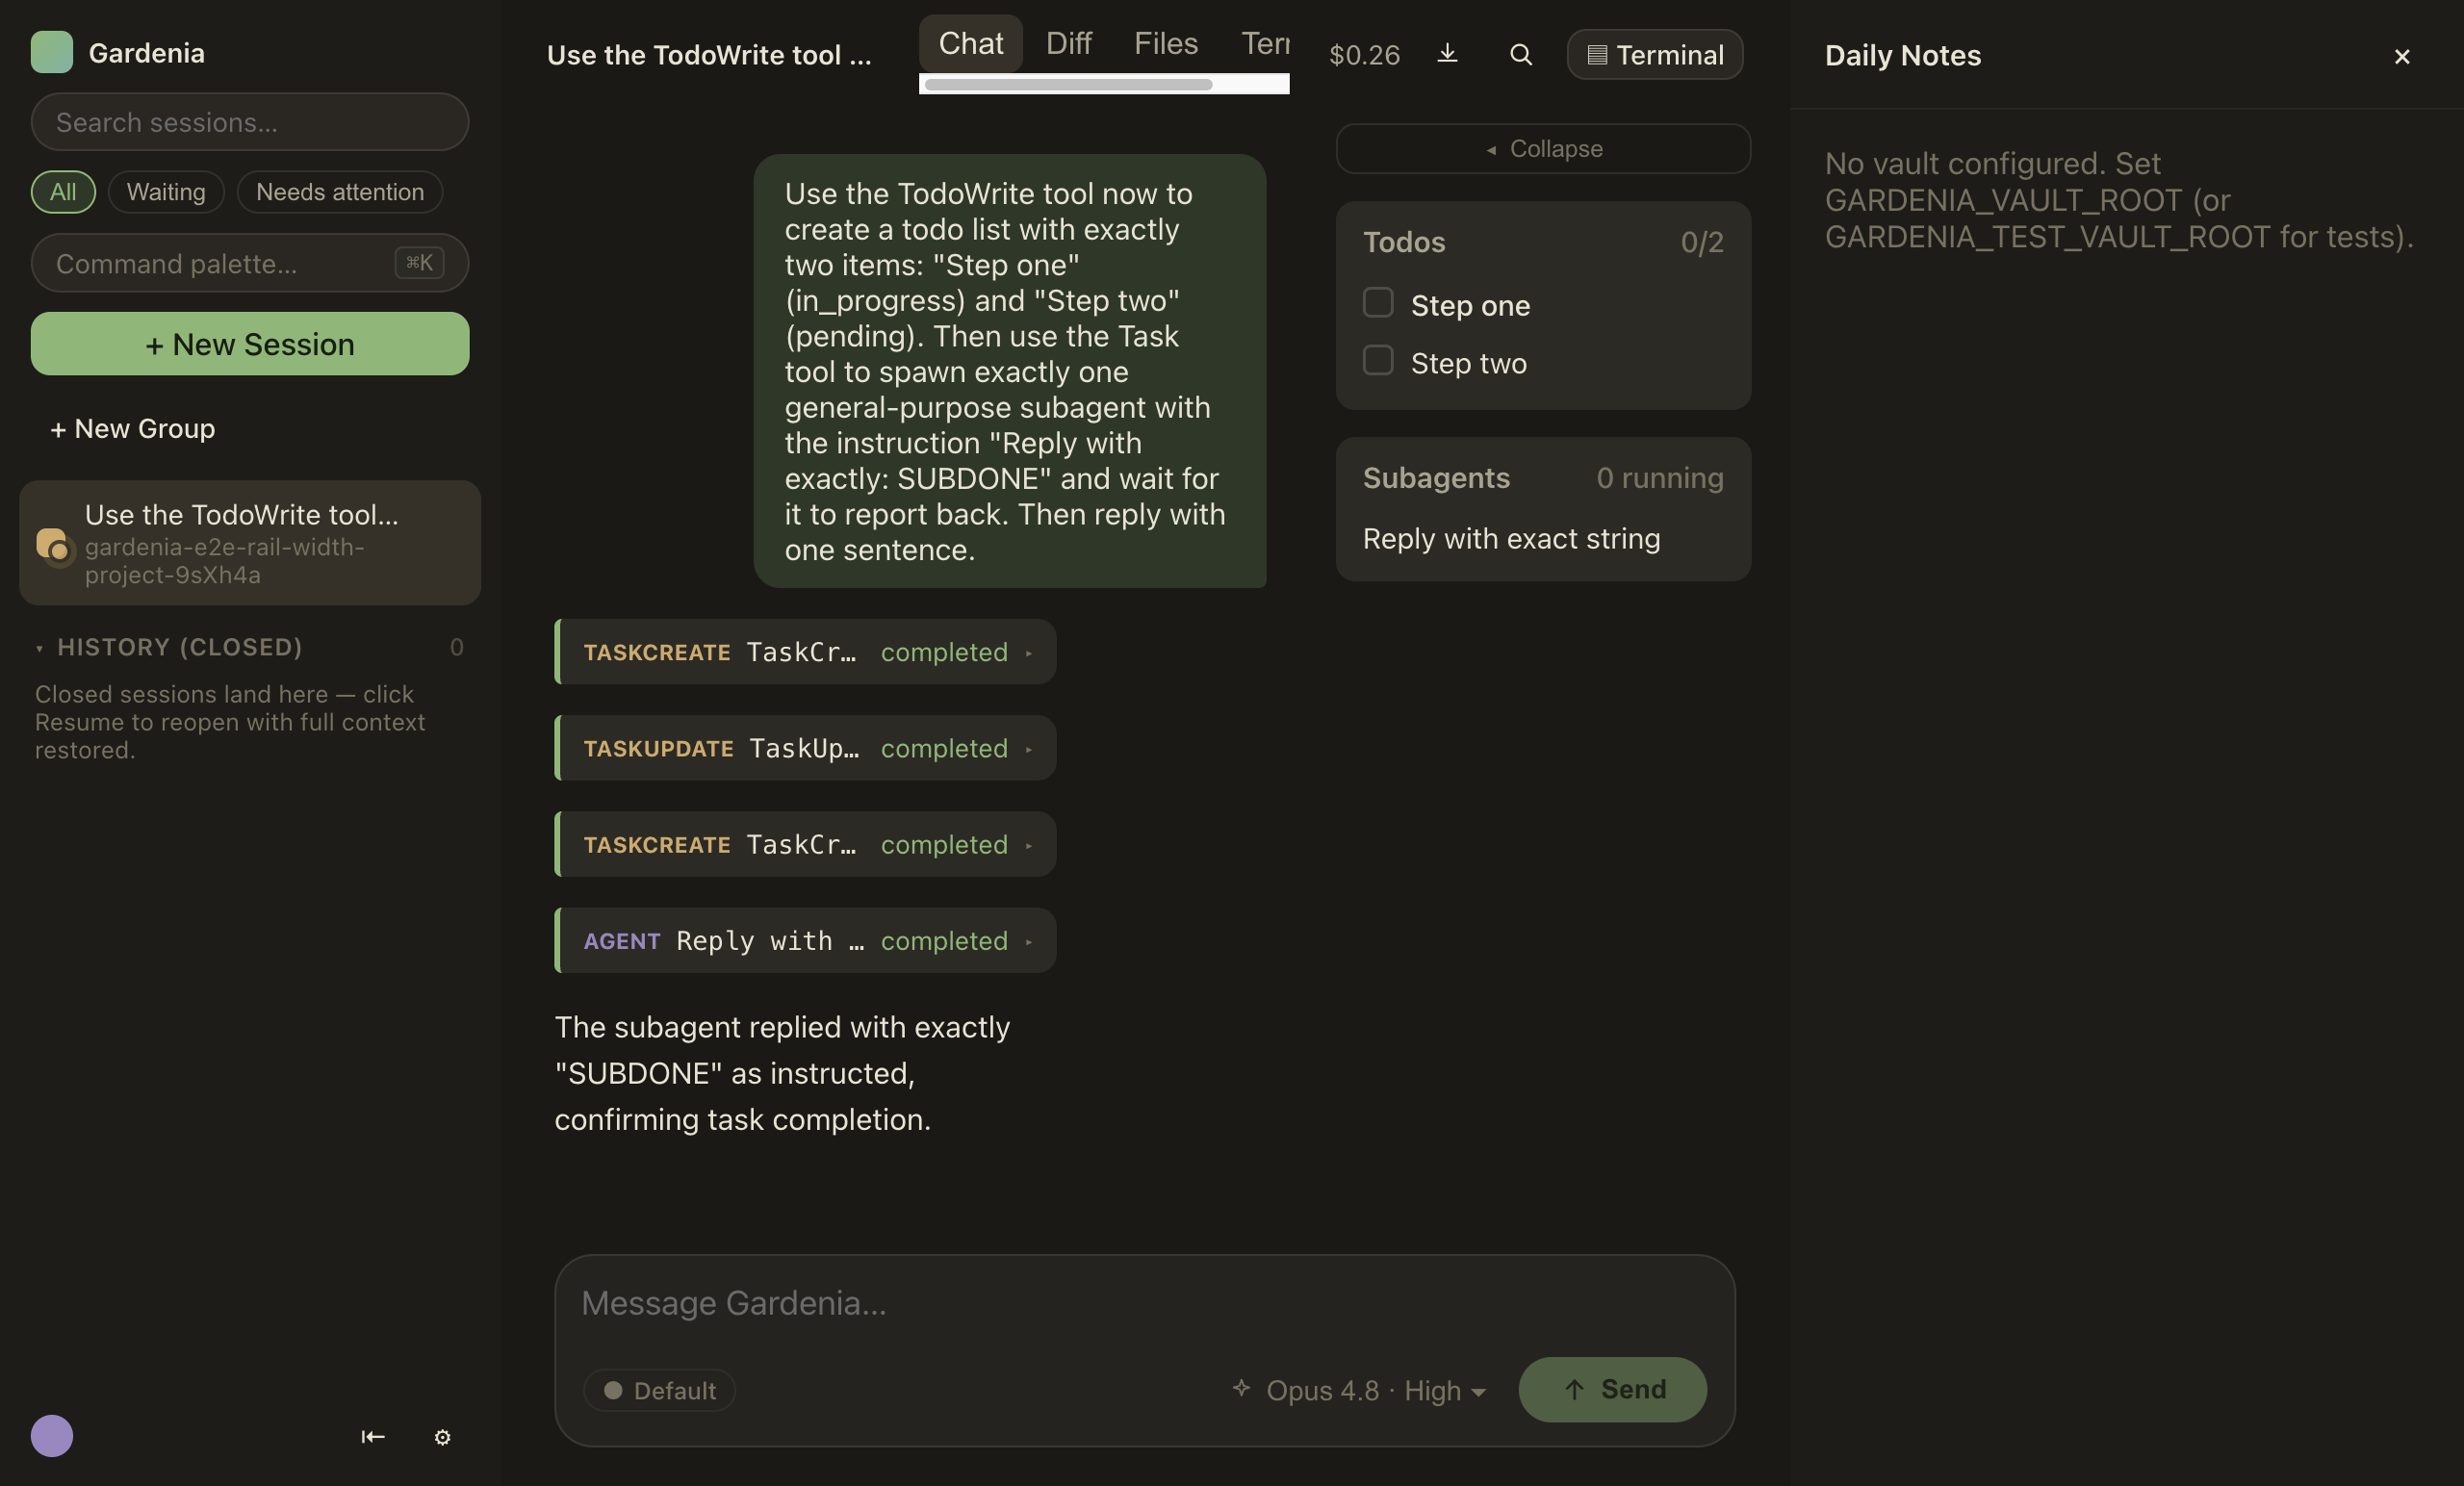 Gardenia
Search sessions...
All
Waiting
Needs attention
Command palette...
⌘K
+ New Session
+ New Group
Use the TodoWrite tool...
gardenia-e2e-rail-width-
project-9sXh4a
HISTORY (CLOSED)
0
Closed sessions land here — click
Resume to reopen with full context
restored.
Use the TodoWrite tool ...
Chat
Diff
Files
$0.26
Terminal
Use the TodoWrite tool now to
create a todo list with exactly
two items: "Step one"
(in_progress) and "Step two"
(pending). Then use the Task
tool to spawn exactly one
general-purpose subagent with
the instruction "Reply with
exactly: SUBDONE" and wait for
it to report back. Then reply with
one sentence.
TASKCREATE TaskCr… completed
TASKUPDATE TaskUp… completed
TASKCREATE TaskCr… completed
AGENT Reply with … completed
The subagent replied with exactly
"SUBDONE" as instructed,
confirming task completion.
Message Gardenia...
Default
Opus 4.8 · High
Send
Collapse
Todos
0/2
Step one
Step two
Subagents
0 running
Reply with exact string
Daily Notes
No vault configured. Set
GARDENIA_VAULT_ROOT (or
GARDENIA_TEST_VAULT_ROOT for tests).